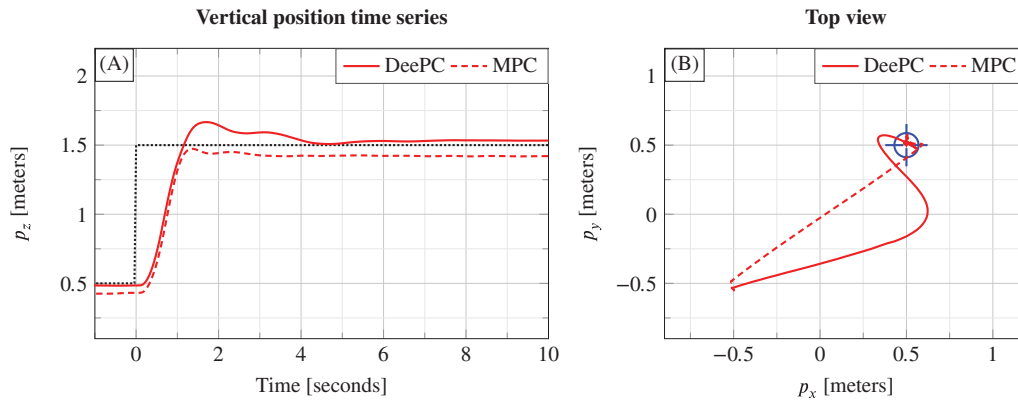 Vertical position time series
(A)
DeePC
MPC
2
1.5
1
0.5
p_z [meters]
0
2
4
6
8
10
Time [seconds]
Top view
(B)
DeePC
MPC
1
0.5
0
−0.5
p_y [meters]
−0.5
0
0.5
1
p_x [meters]